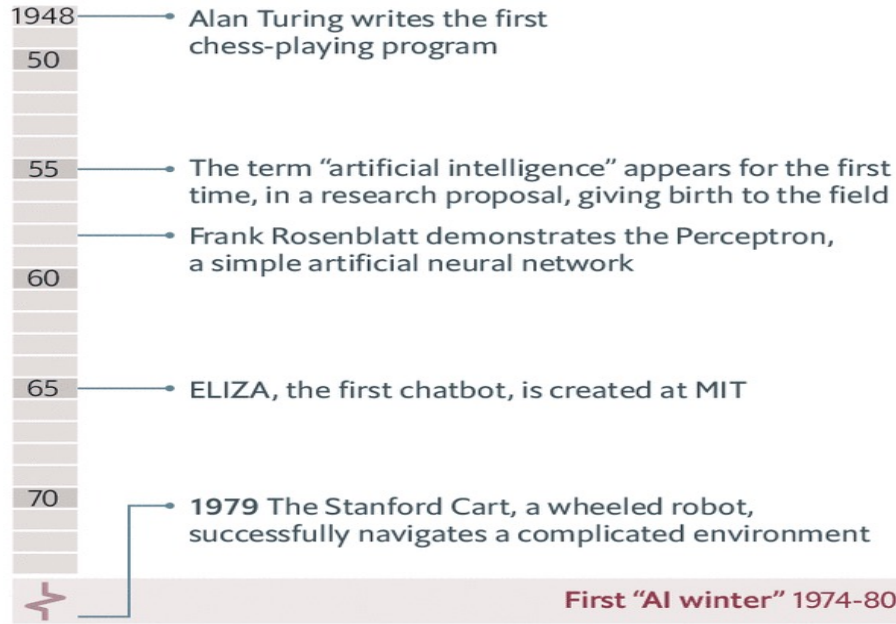 1948
Alan Turing writes the first
chess-playing program
50
55
The term “artificial intelligence” appears for the first
time, in a research proposal, giving birth to the field
Frank Rosenblatt demonstrates the Perceptron,
a simple artificial neural network
60
65
ELIZA, the first chatbot, is created at MIT
70
1979 The Stanford Cart, a wheeled robot,
successfully navigates a complicated environment
First “AI winter” 1974-80